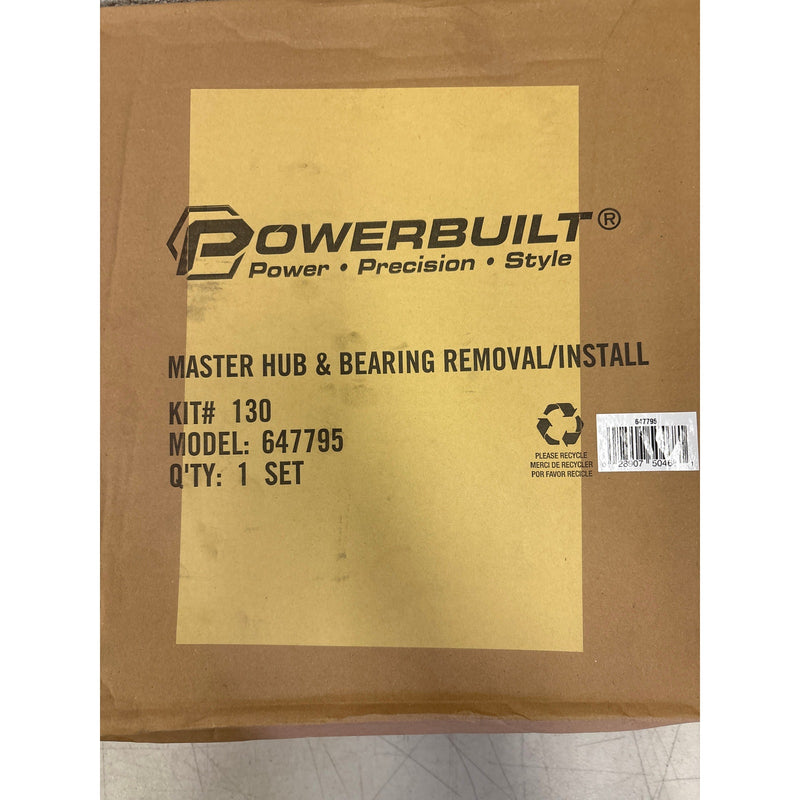 POWERBUILT®
Power • Precision • Style
MASTER HUB & BEARING REMOVAL/INSTALL
KIT# 130
MODEL: 647795
Q'TY: 1 SET
PLEASE RECYCLE
MERCI DE RECYCLER
POR FAVOR RECICLE
647795